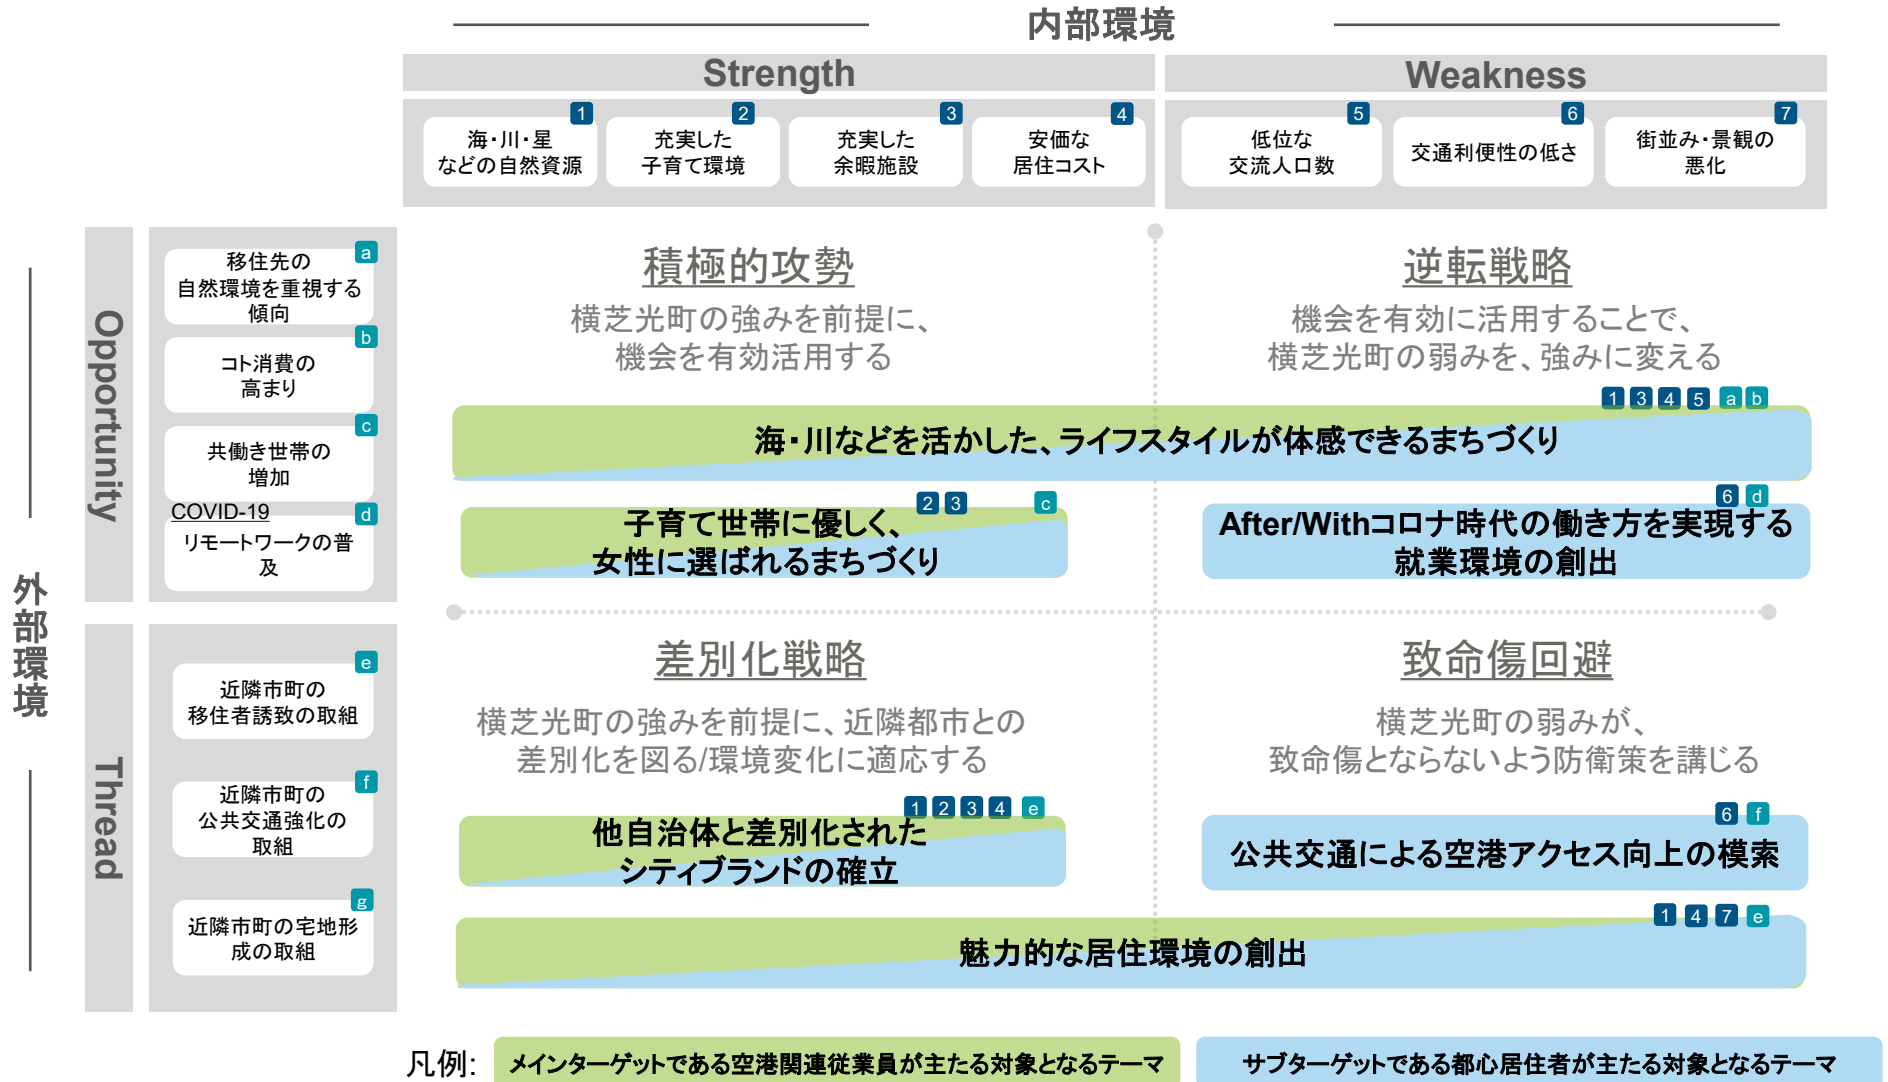 内部環境
Strength
Weakness
1
2
3
4
5
6
7
海・川・星
などの自然資源
充実した
子育て環境
充実した
余暇施設
安価な
居住コスト
低位な
交流人口数
交通利便性の低さ
街並み・景観の
悪化
外部環境
Opportunity
a
移住先の
自然環境を重視する
傾向
b
コト消費の
高まり
c
共働き世帯の
増加
COVID-19
d
リモートワークの普
及
積極的攻勢
横芝光町の強みを前提に、
機会を有効活用する
逆転戦略
機会を有効に活用することで、
横芝光町の弱みを、強みに変える
1 3 4 5 a b
海・川などを活かした、ライフスタイルが体感できるまちづくり
2 3 c
子育て世帯に優しく、
女性に選ばれるまちづくり
6 d
After/Withコロナ時代の働き方を実現する
就業環境の創出
Thread
e
近隣市町の
移住者誘致の取組
f
近隣市町の
公共交通強化の
取組
g
近隣市町の宅地形
成の取組
差別化戦略
横芝光町の強みを前提に、近隣都市との
差別化を図る/環境変化に適応する
致命傷回避
横芝光町の弱みが、
致命傷とならないよう防衛策を講じる
1 2 3 4 e
他自治体と差別化された
シティブランドの確立
6 f
公共交通による空港アクセス向上の模索
1 4 7 e
魅力的な居住環境の創出
凡例:
メインターゲットである空港関連従業員が主たる対象となるテーマ
サブターゲットである都心居住者が主たる対象となるテーマ